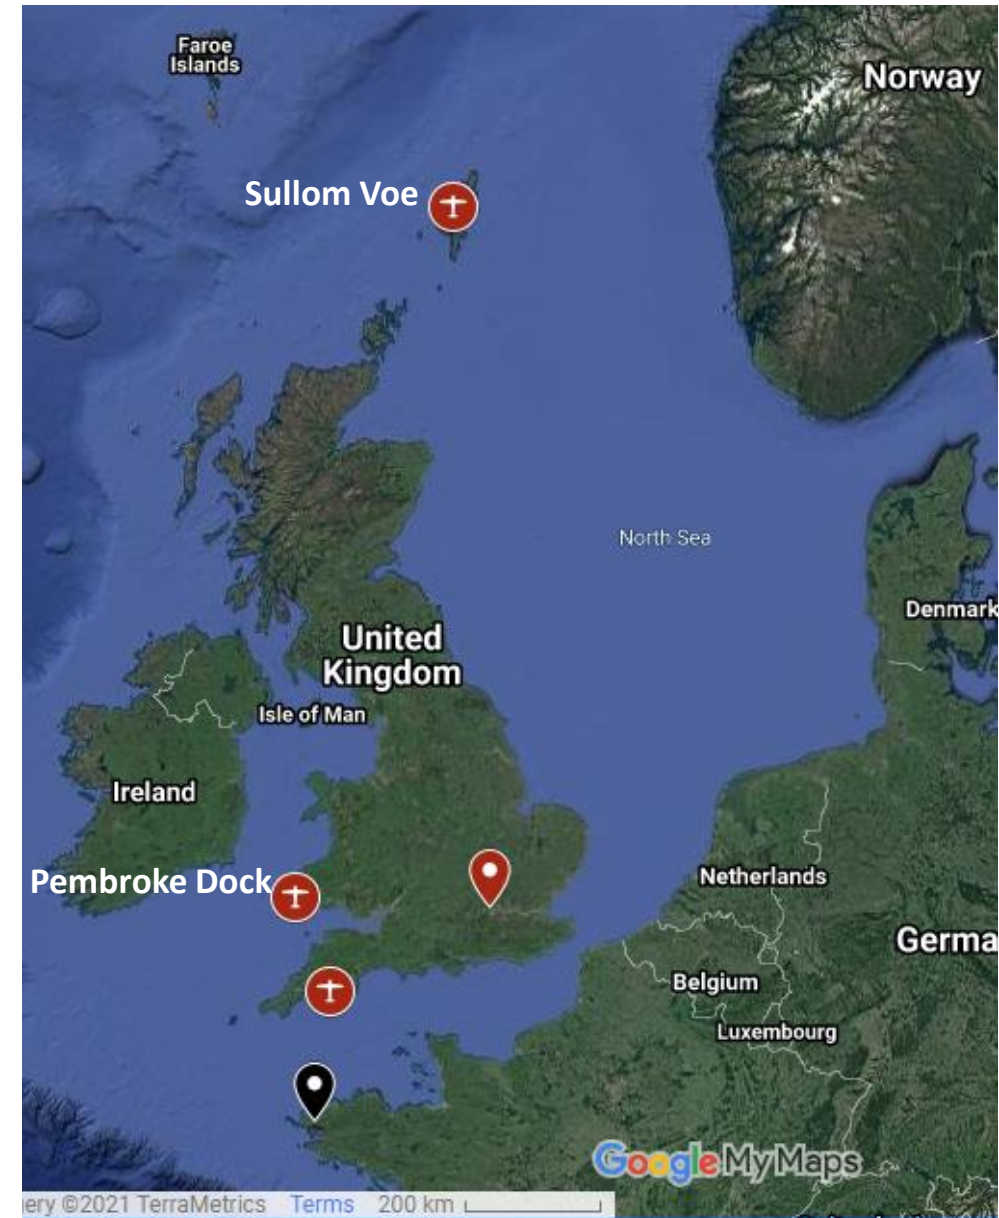 Faroe
Islands
Norway
Sullom Voe
North Sea
Denmark
United
Kingdom
Isle of Man
Ireland
Pembroke Dock
Netherlands
Germa
Belgium
Luxembourg
Google My Maps
ery ©2021 TerraMetrics Terms 200 km